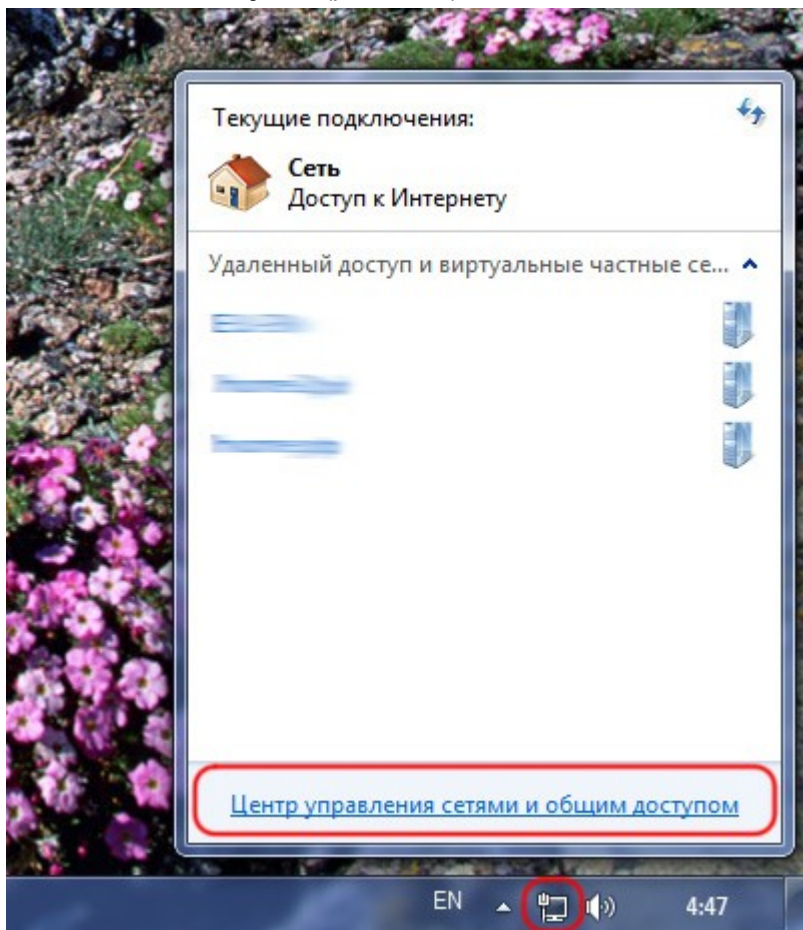 Текущие подключения:
Сеть
Доступ к Интернету
Удаленный доступ и виртуальные частные се...
Центр управления сетями и общим доступом
EN
4:47